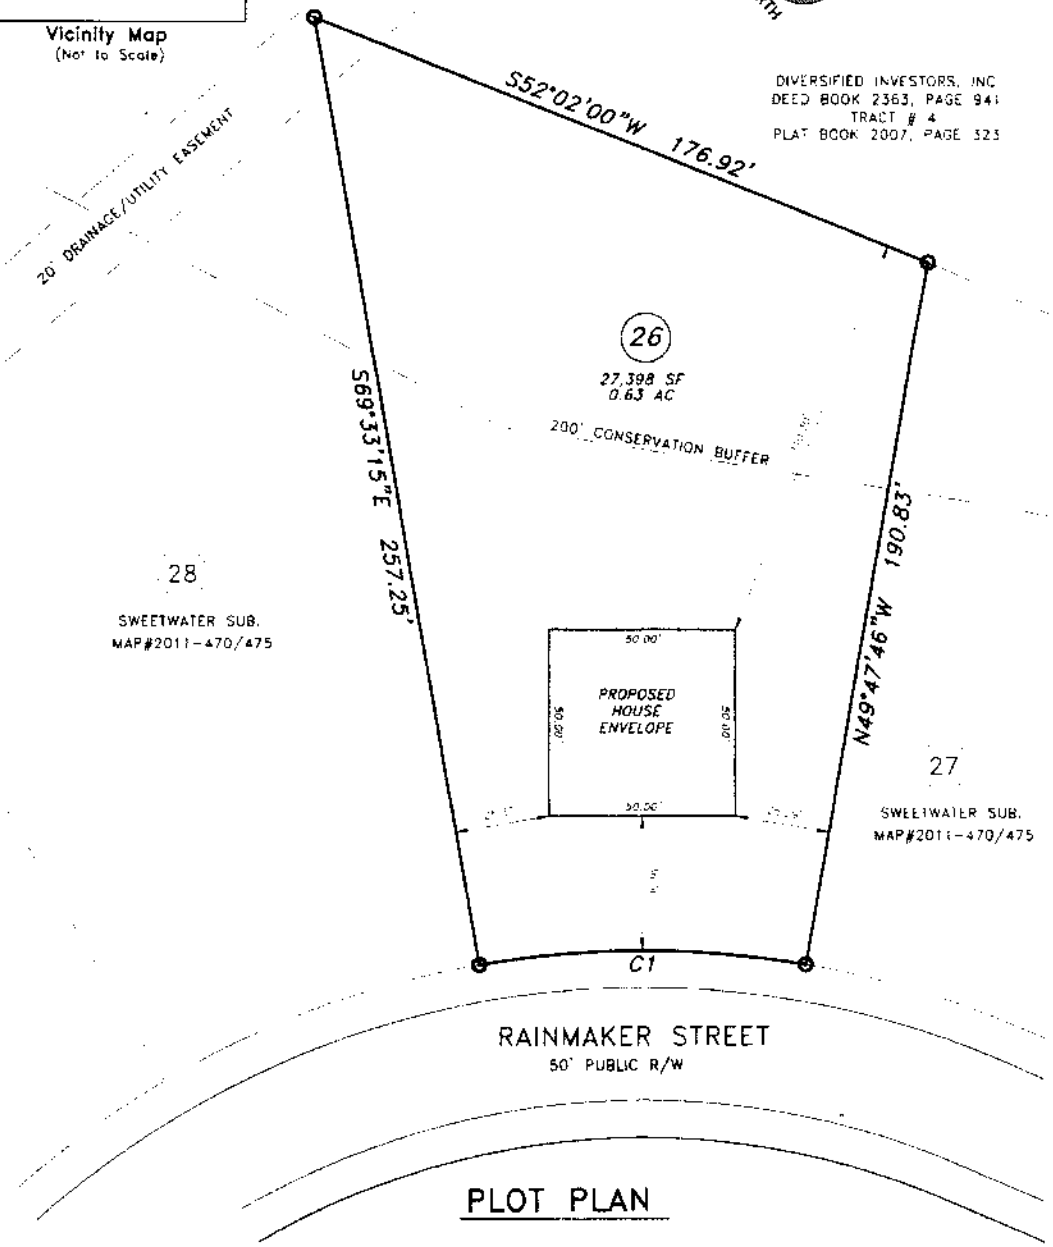 Vicinity Map
(Not to Scale)
S52°02'00"W 176.92'
DIVERSIFIED INVESTORS, INC
DEED BOOK 2363, PAGE 941
TRACT # 4
PLAT BOOK 2007, PAGE 323
20' DRAINAGE/UTILITY EASEMENT
26
27,398 SF
0.63 AC
200' CONSERVATION BUFFER
S69°33'15"E 257.25'
N49°47'46"W 190.83'
28
SWEETWATER SUB.
MAP#2011-470/475
50.00'
PROPOSED
HOUSE
ENVELOPE
50.00'
50.00'
50.00'
27
SWEETWATER SUB.
MAP#2011-470/475
C1
RAINMAKER STREET
50' PUBLIC R/W
PLOT PLAN